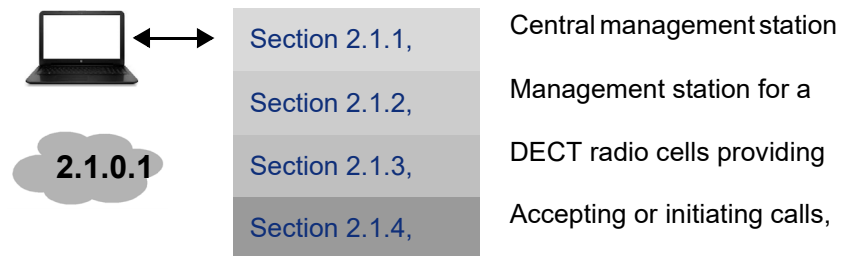 Section 2.1.1,
Central management station
Section 2.1.2,
Management station for a
2.1.0.1
Section 2.1.3,
DECT radio cells providing
Section 2.1.4,
Accepting or initiating calls,